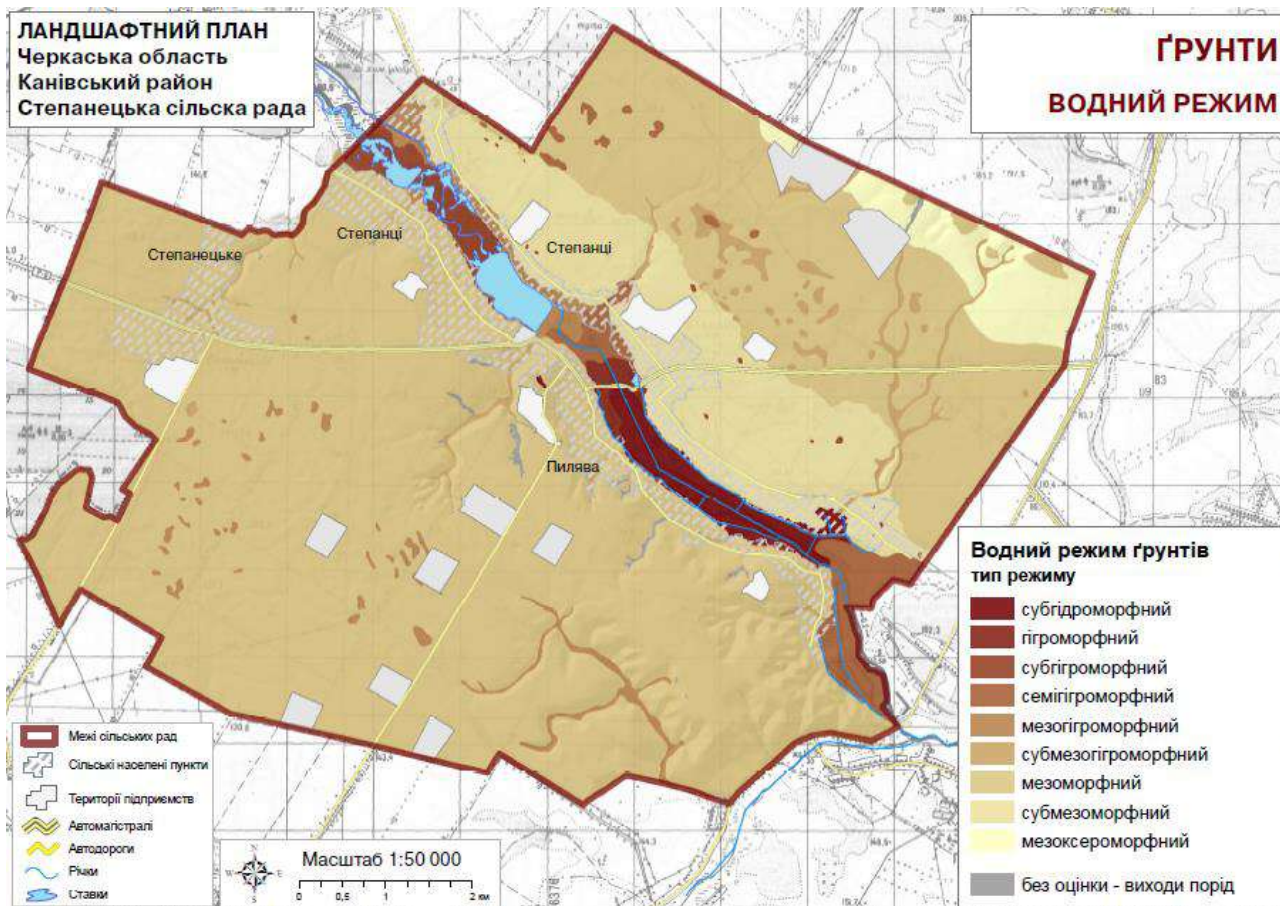 ЛАНДШАФТНИЙ ПЛАН
Черкаська область
Канівський район
Степанецька сільска рада
ҐРУНТИ
ВОДНИЙ РЕЖИМ
Степанецьке
Степанці
Степанці
Пилява
Водний режим ґрунтів
тип режиму
субгідроморфний
гігроморфний
субгігроморфний
семігігроморфний
мезогігроморфний
субмезогігроморфний
мезоморфний
субмезоморфний
мезоксероморфний
без оцінки - виходи порід
Межі сільських рад
Сільські населені пункти
Території підприємств
Автомагістралі
Автодороги
Річки
Ставки
N
W
E
S
Масштаб 1:50 000
0 0,5 1 2 км